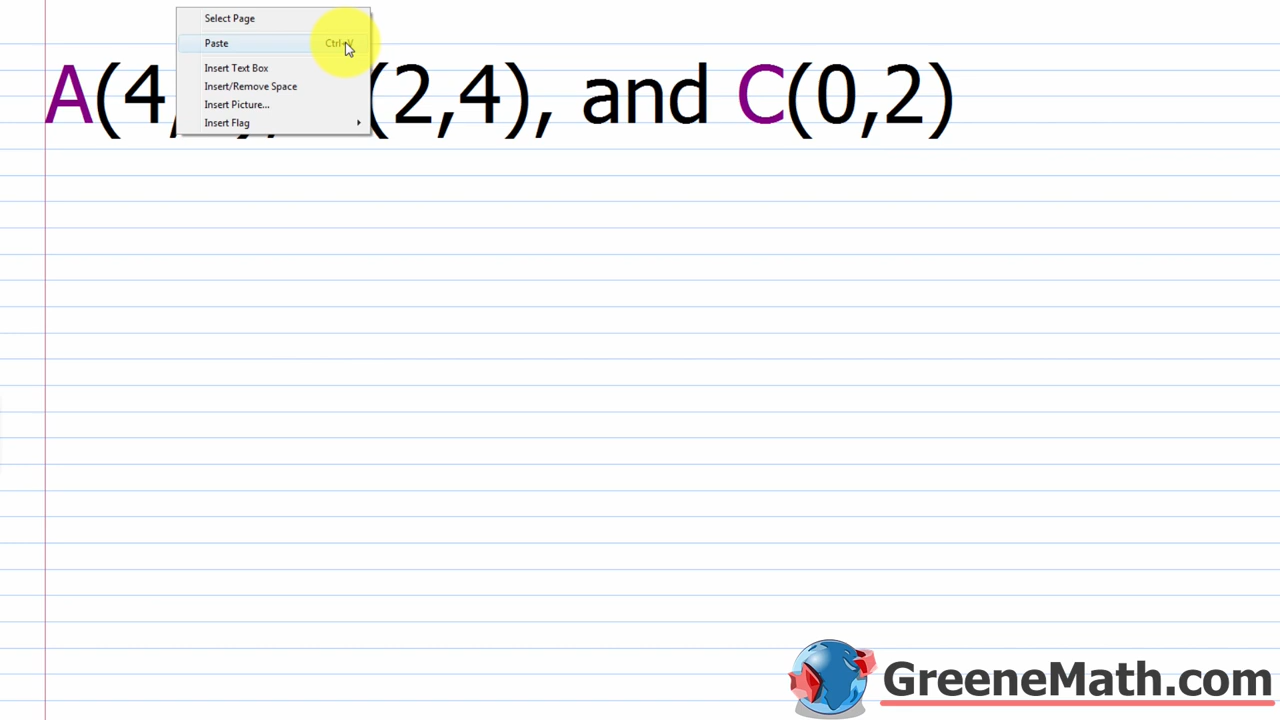 Select Page
Paste Ctrl+V
Insert Text Box
Insert/Remove Space
Insert Picture...
Insert Flag
A(4, (2,4), and C(0,2)
GreeneMath.com